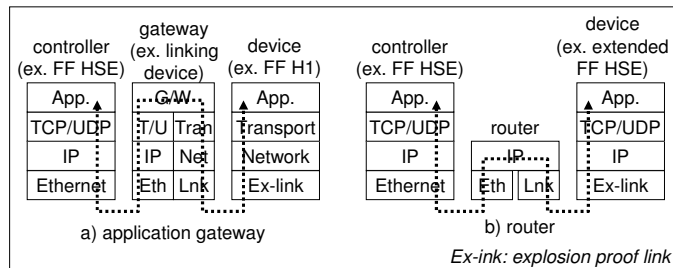 controller
(ex. FF HSE)
gateway
(ex. linking
device)
device
(ex. FF H1)
App.
TCP/UDP
IP
Ethernet
G/W
T/U Tran
IP Net
Eth Lnk
App.
Transport
Network
Ex-link
a) application gateway
controller
(ex. FF HSE)
device
(ex. extended
FF HSE)
App.
TCP/UDP
IP
Ethernet
router
IP
Eth Lnk
App.
TCP/UDP
IP
Ex-link
b) router
Ex-ink: explosion proof link